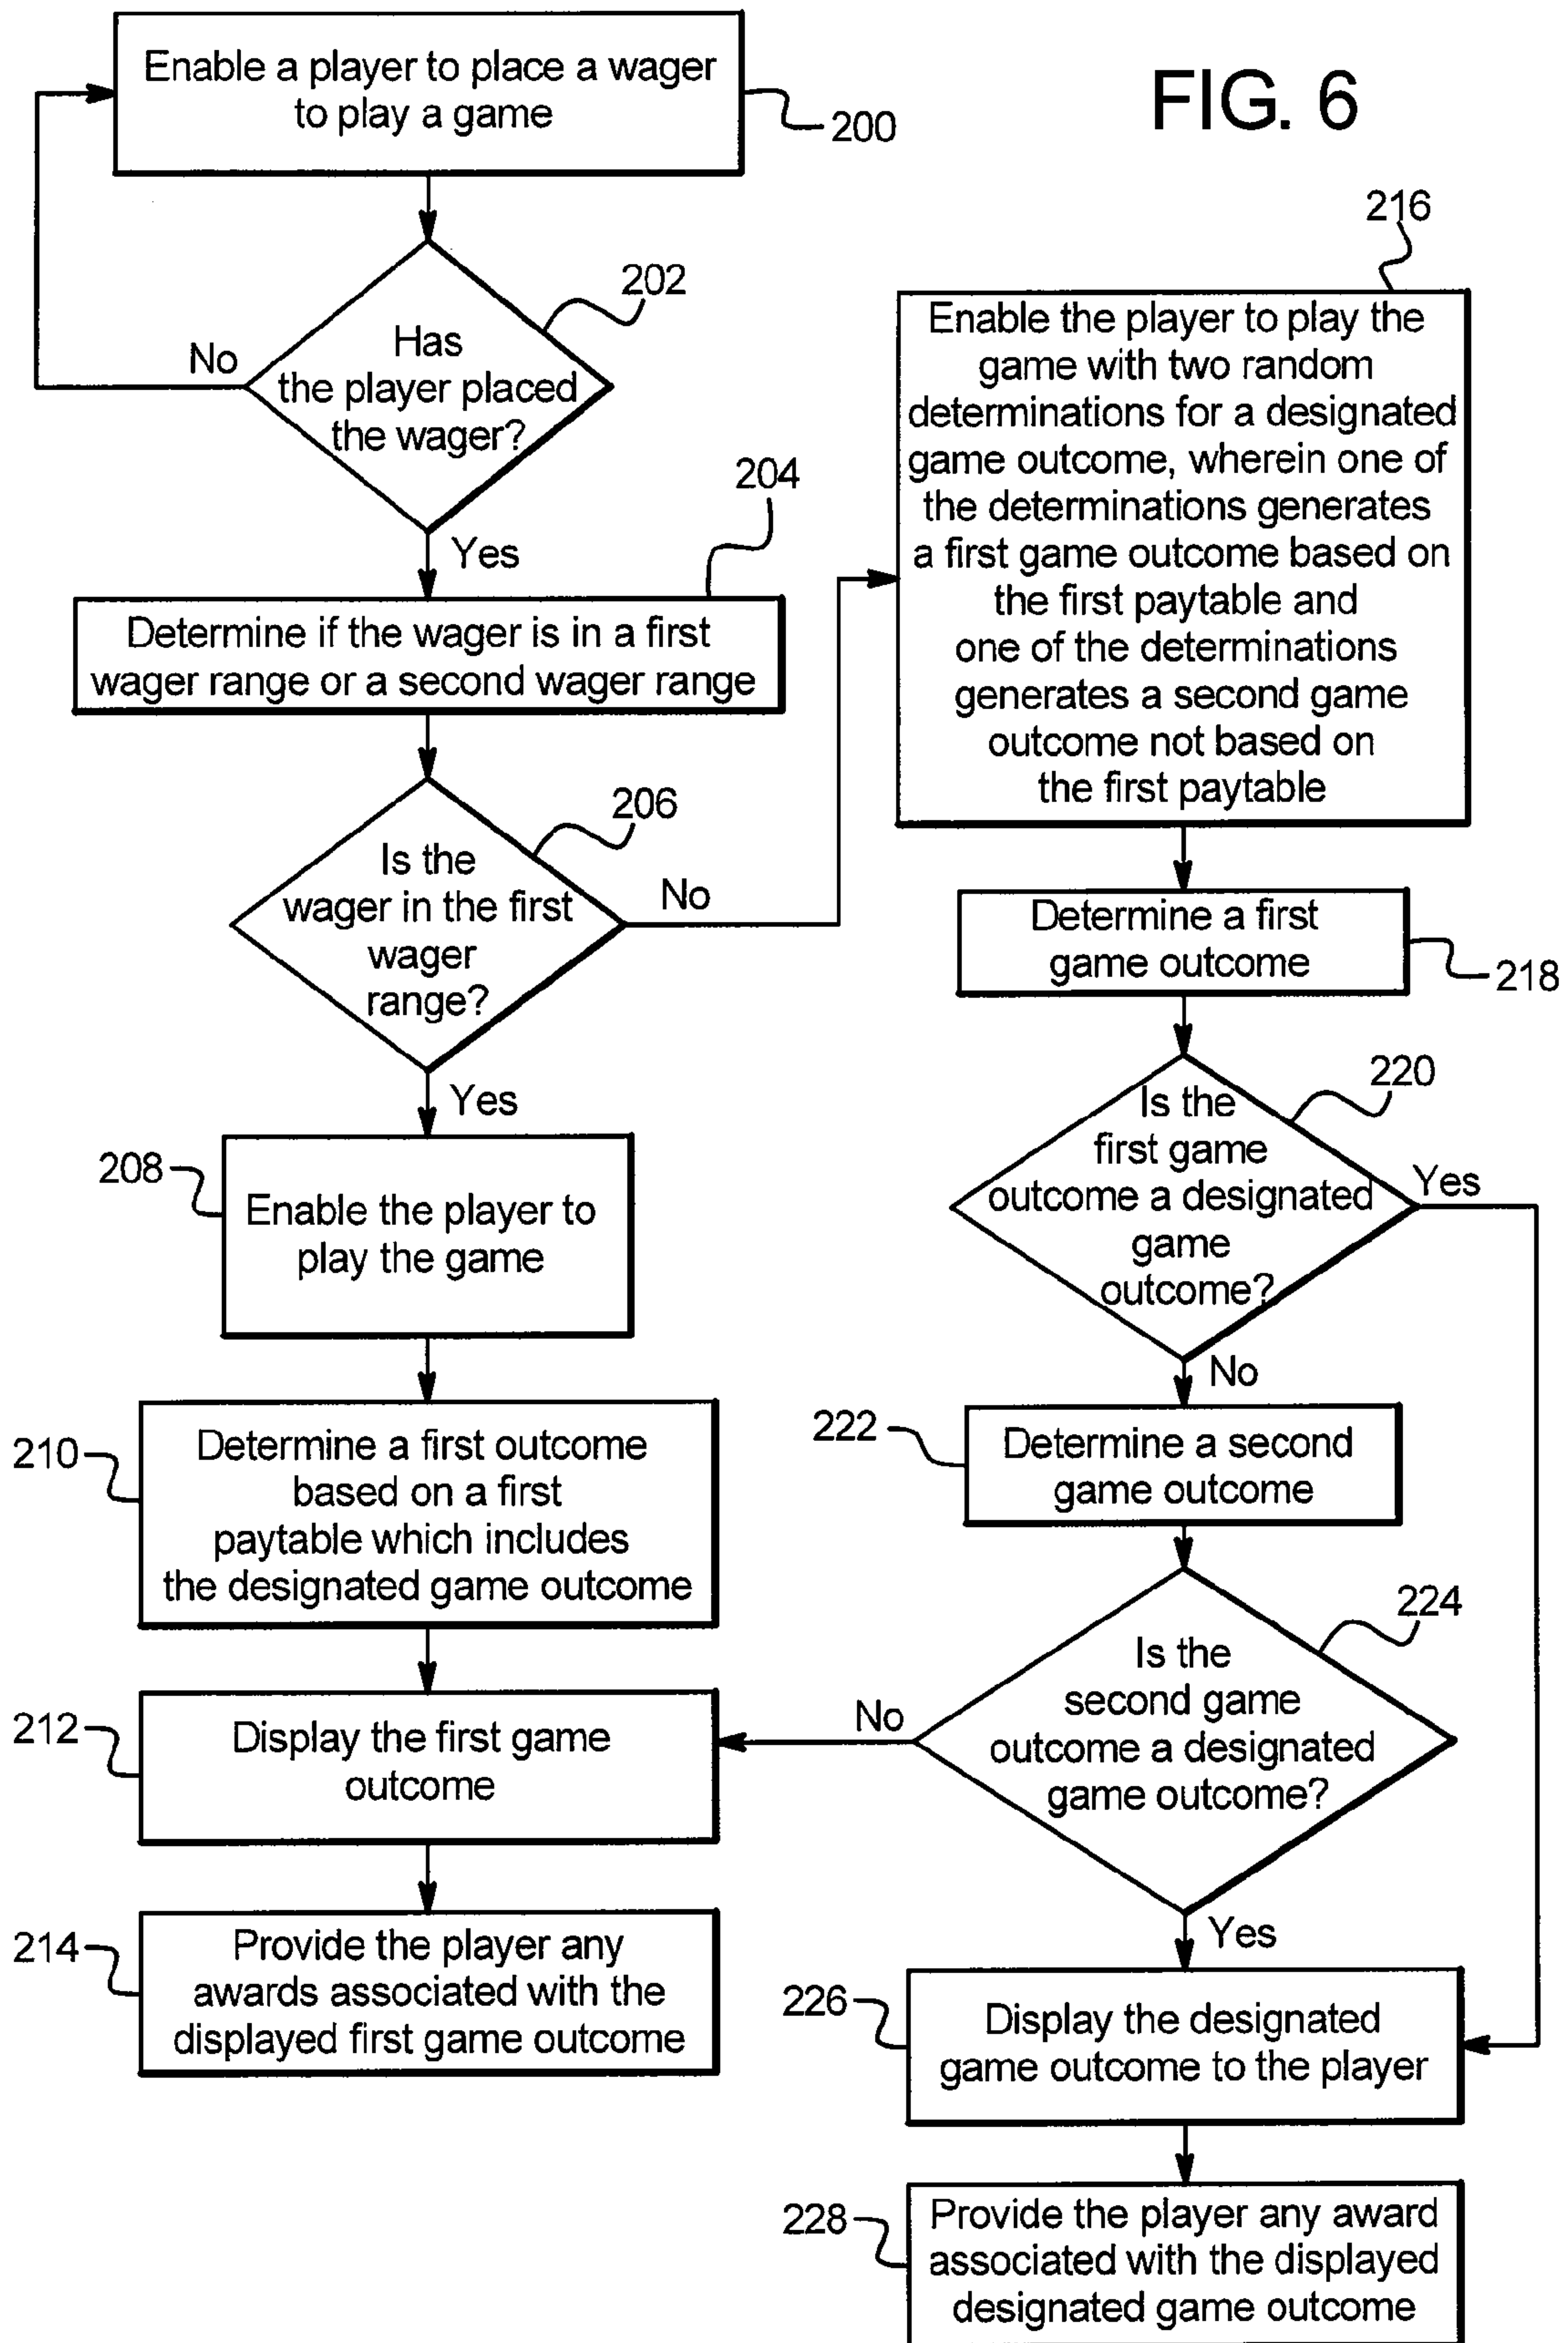 FIG. 6
Enable a player to place a wager
to play a game
200
202
Has
the player placed
the wager?
No
Yes
204
Determine if the wager is in a first
wager range or a second wager range
206
Is the
wager in the first
wager
range?
No
Yes
208
Enable the player to
play the game
210
Determine a first outcome
based on a first
paytable which includes
the designated game outcome
212
Display the first game
outcome
214
Provide the player any
awards associated with the
displayed first game outcome
216
Enable the player to play the
game with two random
determinations for a designated
game outcome, wherein one of
the determinations generates
a first game outcome based on
the first paytable and
one of the determinations
generates a second game
outcome not based on
the first paytable
Determine a first
game outcome
218
220
Is the
first game
outcome a designated
game
outcome?
Yes
No
222
Determine a second
game outcome
224
Is the
second game
outcome a designated
game outcome?
No
Yes
226
Display the designated
game outcome to the player
228
Provide the player any award
associated with the displayed
designated game outcome